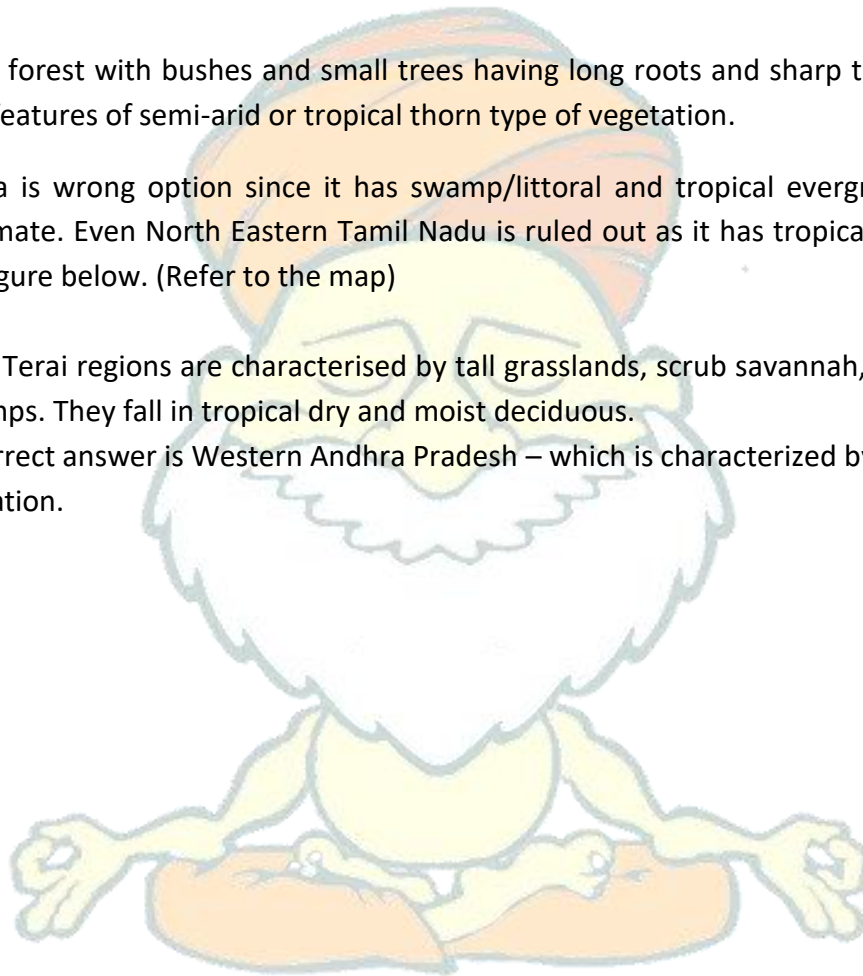 forest with bushes and small trees having long roots and sharp t
features of semi-arid or tropical thorn type of vegetation.
a is wrong option since it has swamp/littoral and tropical evergr
mate. Even North Eastern Tamil Nadu is ruled out as it has tropica
gure below. (Refer to the map)
Terai regions are characterised by tall grasslands, scrub savannah,
nps. They fall in tropical dry and moist deciduous.
rrect answer is Western Andhra Pradesh – which is characterized by
ation.